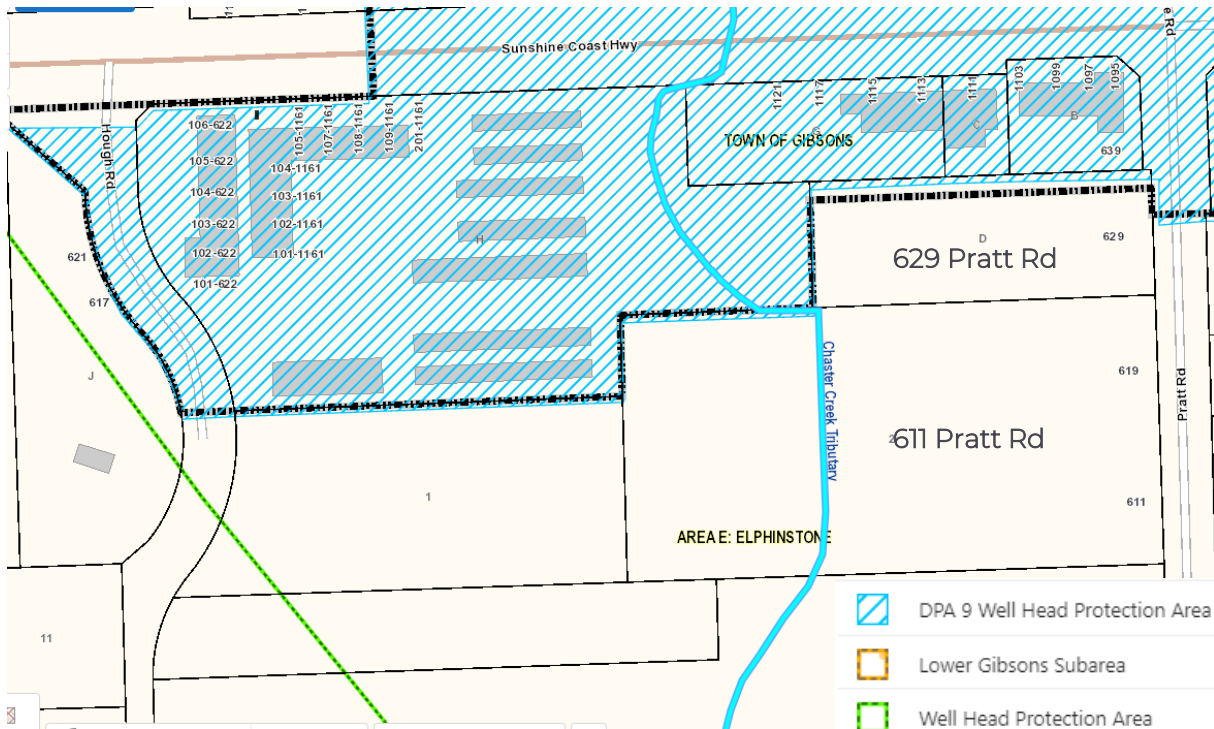 Sunshine Coast Hwy
Hough Rd
106-622
105-622
104-622
103-622
102-622
101-622
105-1161
107-1161
108-1161
109-1161
201-1161
104-1161
103-1161
102-1161
101-1161
H
1121
1117
1115
1113
1111
1103
1099
1097
1095
TOWN OF GIBSONS
C
B
639
621
617
D
629
629 Pratt Rd
Chaster Creek Tributary
619
Pratt Rd
J
2
611 Pratt Rd
1
611
AREA E: ELPHINSTONE
11
DPA 9 Well Head Protection Area
Lower Gibsons Subarea
Well Head Protection Area